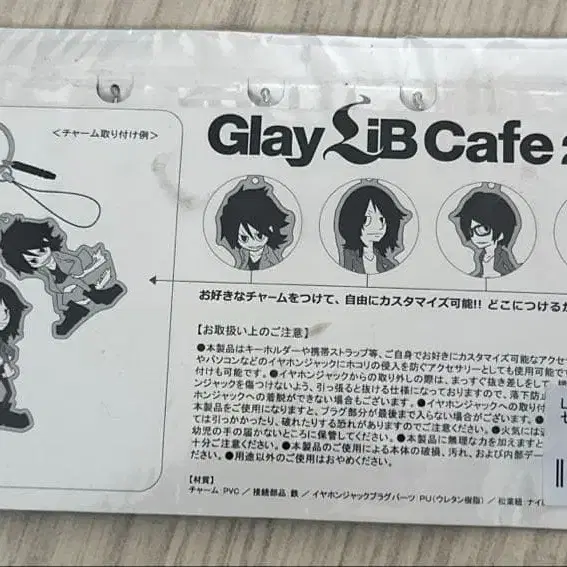 <チャーム取り付け例>
Glay LiB Cafe 2
お好きなチャームをつけて、自由にカスタマイズ可能!! どこにつけるか
【お取扱い上のご注意】
●本製品はキーホルダーや携帯ストラップ等、ご自身でお好きにカスタマイズ可能なアクセサ
やパソコンなどのイヤホンジャックにホコリの侵入を防ぐアクセサリーとしても使用可能です
付けも可能です。●イヤホンジャックからの取り外しの際は、まっすぐ抜き差しをして
ンジャックを傷つけないよう、引っ張ると抜ける仕様になっておりますので、落下防止
ホンジャックへの着脱ができない場合もございます。●イヤホンジャックへの取り付
本製品をご使用になりますと、プラグ部分が最後まで入らない場合がございます。●
ては引っかかったり、破れたりする恐れがありますのでご注意ください。●火気には
幼児の手の届かないところに保管してください。●本製品に無理な力を加えますと
十分ご注意ください。●本製品のご使用による本体の破損、汚れ、および内部デー
●用途以外のご使用はおやめください。
【材質】
チャーム:PVC / 接続部品:鉄 / イヤホンジャックプラグパーツ:PU(ウレタン樹脂) / 松葉紐:ナイ
L
セ